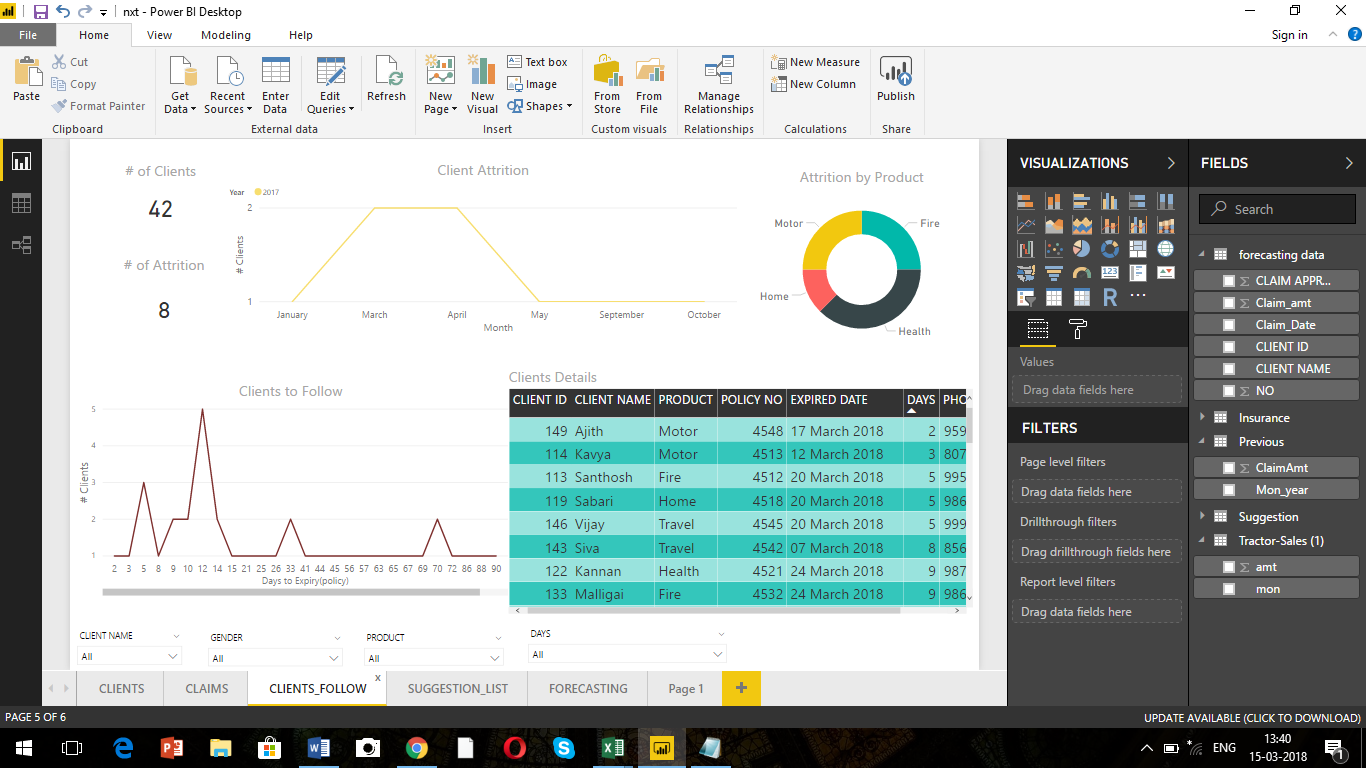 nxt - Power BI Desktop
File Home View Modeling Help Sign in
Paste Cut Copy Format Painter
Get Data Recent Sources Enter Data Edit Queries Refresh
New Page New Visual Text box Image Shapes
From Store From File Manage Relationships New Measure New Column Publish
Clipboard External data Insert Custom visuals Relationships Calculations Share
# of Clients
42
# of Attrition
8
Client Attrition
Year 2017
# Clients
2
1
January March April May September October
Month
Attrition by Product
Motor Fire
Home
Health
Clients to Follow
# Clients
5
4
3
2
1
2 3 5 8 9 10 12 14 15 21 25 26 33 41 44 45 56 57 63 65 67 69 70 72 86 88 90
Days to Expiry(policy)
Clients Details
CLIENT ID CLIENT NAME PRODUCT POLICY NO EXPIRED DATE DAYS PHO
149 Ajith Motor 4548 17 March 2018 2 959
114 Kavya Motor 4513 12 March 2018 3 807
113 Santhosh Fire 4512 20 March 2018 5 995
119 Sabari Home 4518 20 March 2018 5 986
146 Vijay Travel 4545 20 March 2018 5 999
143 Siva Travel 4542 07 March 2018 8 856
122 Kannan Health 4521 24 March 2018 9 987
133 Malligai Fire 4532 24 March 2018 9 986
CLIENT NAME GENDER PRODUCT DAYS
All All All All
CLIENTS CLAIMS CLIENTS_FOLLOW x SUGGESTION_LIST FORECASTING Page 1 +
PAGE 5 OF 6
UPDATE AVAILABLE (CLICK TO DOWNLOAD)
VISUALIZATIONS
123
R ...
Values
Drag data fields here
FILTERS
Page level filters
Drag data fields here
Drillthrough filters
Drag drillthrough fields here
Report level filters
Drag data fields here
FIELDS
Search
forecasting data
Σ CLAIM APPR...
Σ Claim_amt
Claim_Date
CLIENT ID
CLIENT NAME
Σ NO
Insurance
Previous
Σ ClaimAmt
Mon_year
Suggestion
Tractor-Sales (1)
Σ amt
mon
ENG
13:40
15-03-2018
1